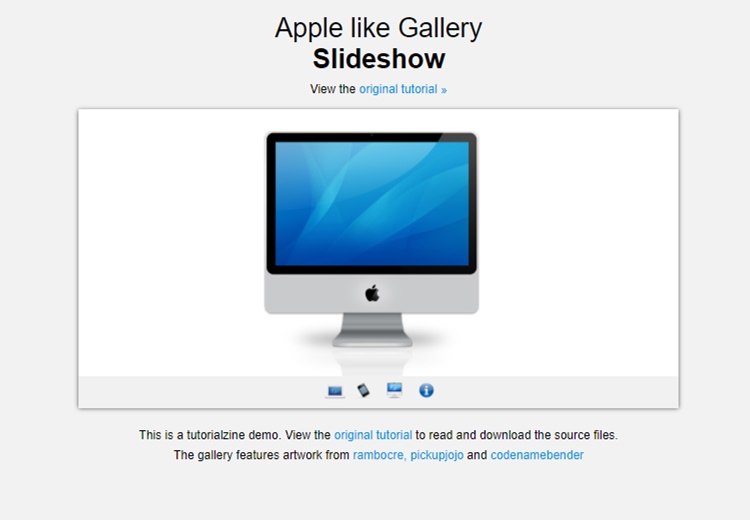 Apple like Gallery
Slideshow
View the original tutorial »
This is a tutorialzine demo. View the original tutorial to read and download the source files.
The gallery features artwork from rambocre, pickupjojo and codenamebender